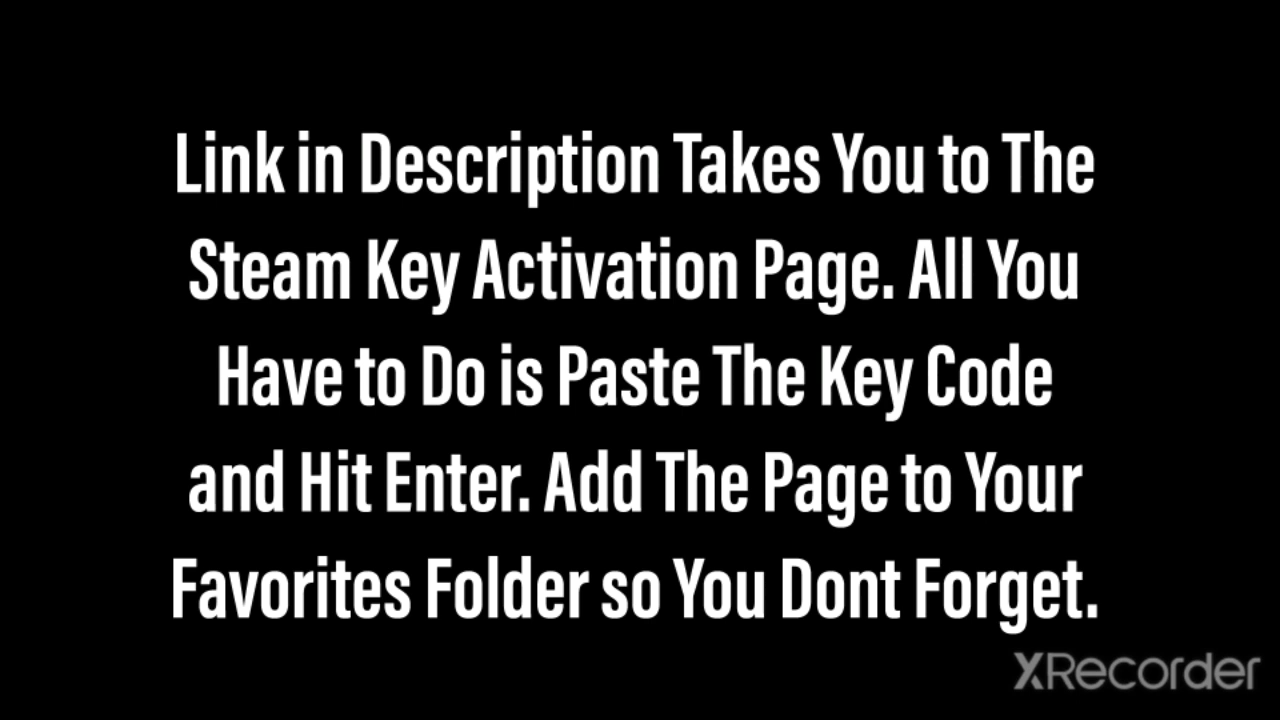 Link in Description Takes You to The
Steam Key Activation Page. All You
Have to Do is Paste The Key Code
and Hit Enter. Add The Page to Your
Favorites Folder so You Dont Forget.
XRecorder